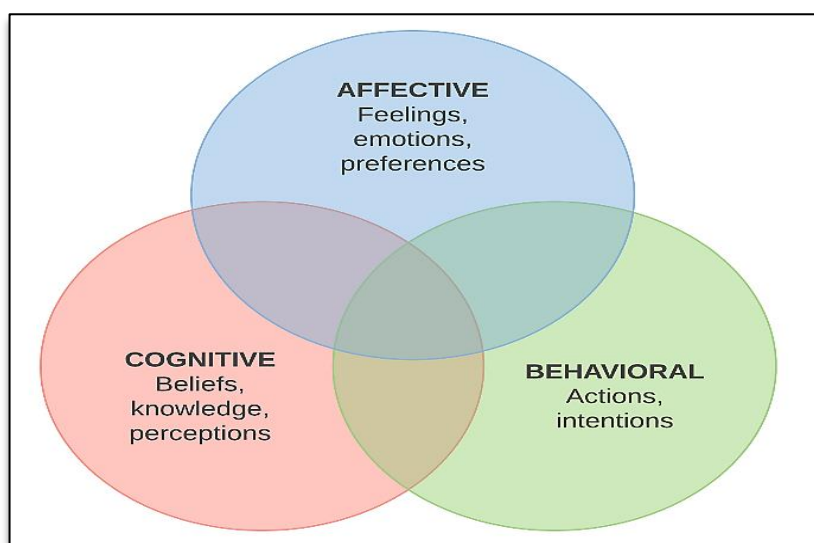 AFFECTIVE
Feelings,
emotions,
preferences
COGNITIVE
Beliefs,
knowledge,
perceptions
BEHAVIORAL
Actions,
intentions